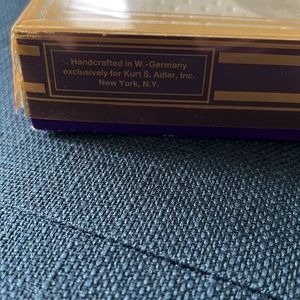 Handcrafted in W.-Germany
exclusively for Kurt S. Adler, Inc.
New York, N.Y.